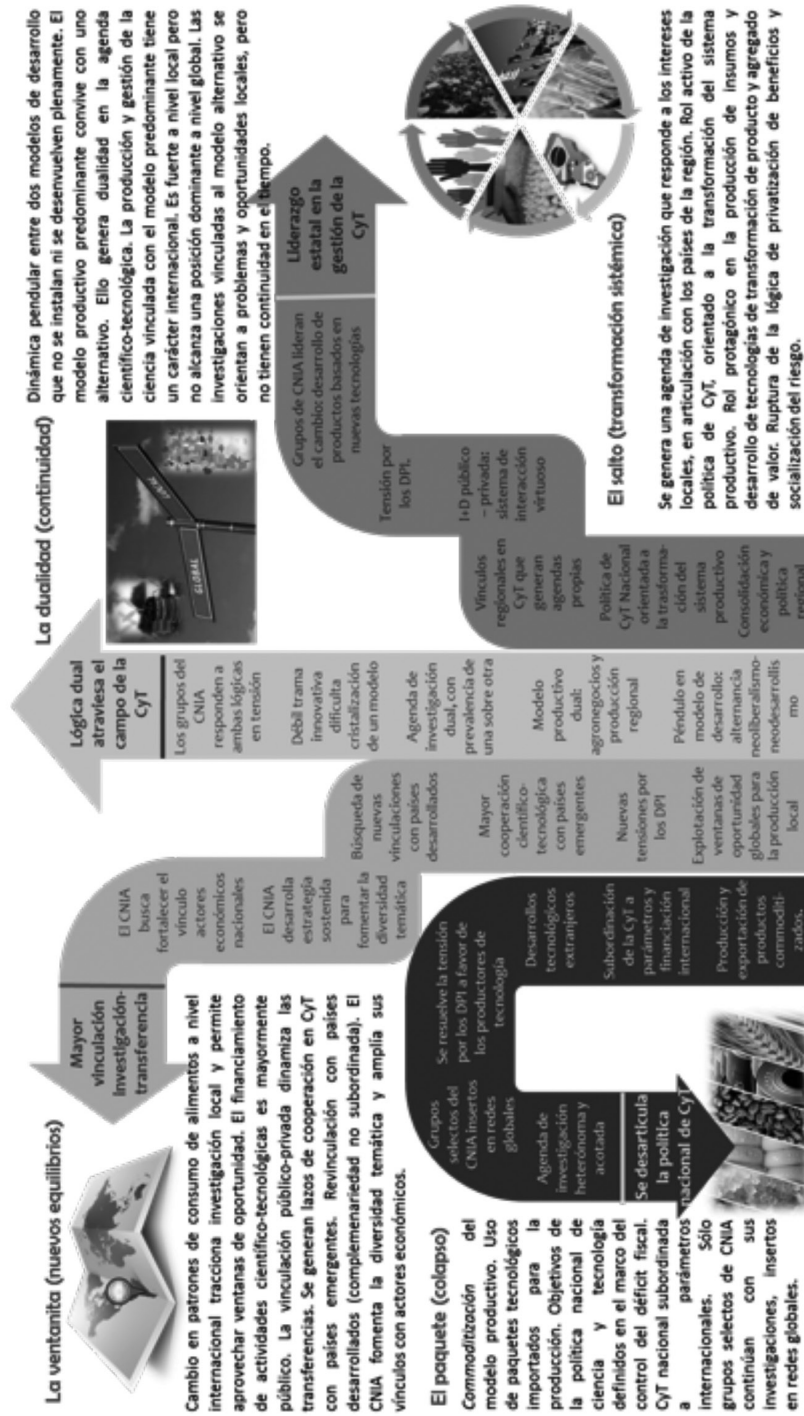 La ventanita (nuevos equilibrios)
Cambio en patrones de consumo de alimentos a nivel
internacional tracciona investigación local y permite
aprovechar ventanas de oportunidad. El financiamiento
de actividades científico-tecnológicas es mayormente
público. La vinculación público-privada dinamiza las
transferencias. Se generan lazos de cooperación en CyT
con países emergentes. Revinculación con países
desarrollados (complemenariedad no subordinada). El
CNIA fomenta la diversidad temática y amplía sus
vínculos con actores económicos.
Mayor
vinculación
Investigación-
transferencia
El CNIA
busca
fortalecer el
vínculo
actores
económicos
nacionales
El CNIA
desarrolla
estrategia
sostenida
para
fomentar la
diversidad
temática
Búsqueda de
nuevas
vinculaciones
con países
desarrollados
Mayor
cooperación
científico-
tecnológica
con países
emergentes
Nuevas
tensiones por
los DPI
Explotación de
ventanas de
oportunidad
globales para
la producción
local
La dualidad (continuidad)
Dinámica pendular entre dos modelos de desarrollo
que no se instalan ni se desenvuelven plenamente. El
modelo productivo predominante convive con uno
alternativo. Ello genera dualidad en la agenda
científico-tecnológica. La producción y gestión de la
ciencia vinculada con el modelo predominante tiene
un carácter internacional. Es fuerte a nivel local pero
no alcanza una posición dominante a nivel global. Las
investigaciones vinculadas al modelo alternativo se
orientan a problemas y oportunidades locales, pero
no tienen continuidad en el tiempo.
GLOBAL
Lógica dual
atraviesa el
campo de la
CyT
Los grupos del
CNIA
responden a
ambas lógicas
en tensión
Débil trama
innovativa
dificulta
cristalización
de un modelo
Agenda de
investigación
dual, con
prevalencia de
una sobre otra
Modelo
productivo
dual:
agronegocios y
producción
regional
Péndulo en
modelo de
desarrollo:
alternancia
neoliberalismo-
neodesarrollis
mo
El paquete (colapso)
Commoditización del
modelo productivo. Uso
de paquetes tecnológicos
importados para la
producción. Objetivos de
la política nacional de
ciencia y tecnología
definidos en el marco del
control del déficit fiscal.
CyT nacional subordinada
a parámetros
internacionales. Sólo
grupos selectos de CNIA
continúan con sus
investigaciones, insertos
en redes globales.
Grupos
selectos del
CNIA insertos
en redes
globales
Agenda de
investigación
heterónoma y
acotada
Se desarticula
la política
nacional de CyT
Se resuelve la tensión
por los DPI a favor de
los productores de
tecnología
Desarrollos
tecnológicos
extranjeros
Subordinación
de la CyT a
parámetros y
financiación
internacional
Producción y
exportación de
productos
commoditi-
zados.
Grupos de CNIA lideran
el cambio: desarrollo de
productos basados en
nuevas tecnologías
Liderazgo
estatal en la
gestión de la
CyT
Tensión por
los DPI.
I+D público
– privada:
sistema de
interacción
virtuoso
Vínculos
regionales en
CyT que
generan
agendas
propias
Política de
CyT Nacional
orientada a
la trasforma-
ción del
sistema
productivo
Consolidación
económica y
política
regional
El salto (transformación sistémica)
Se genera una agenda de investigación que responde a los intereses
locales, en articulación con los países de la región. Rol activo de la
política de CyT, orientado a la transformación del sistema
productivo. Rol protagónico en la producción de insumos y
desarrollo de tecnologías de transformación de producto y agregado
de valor. Ruptura de la lógica de privatización de beneficios y
socialización del riesgo.